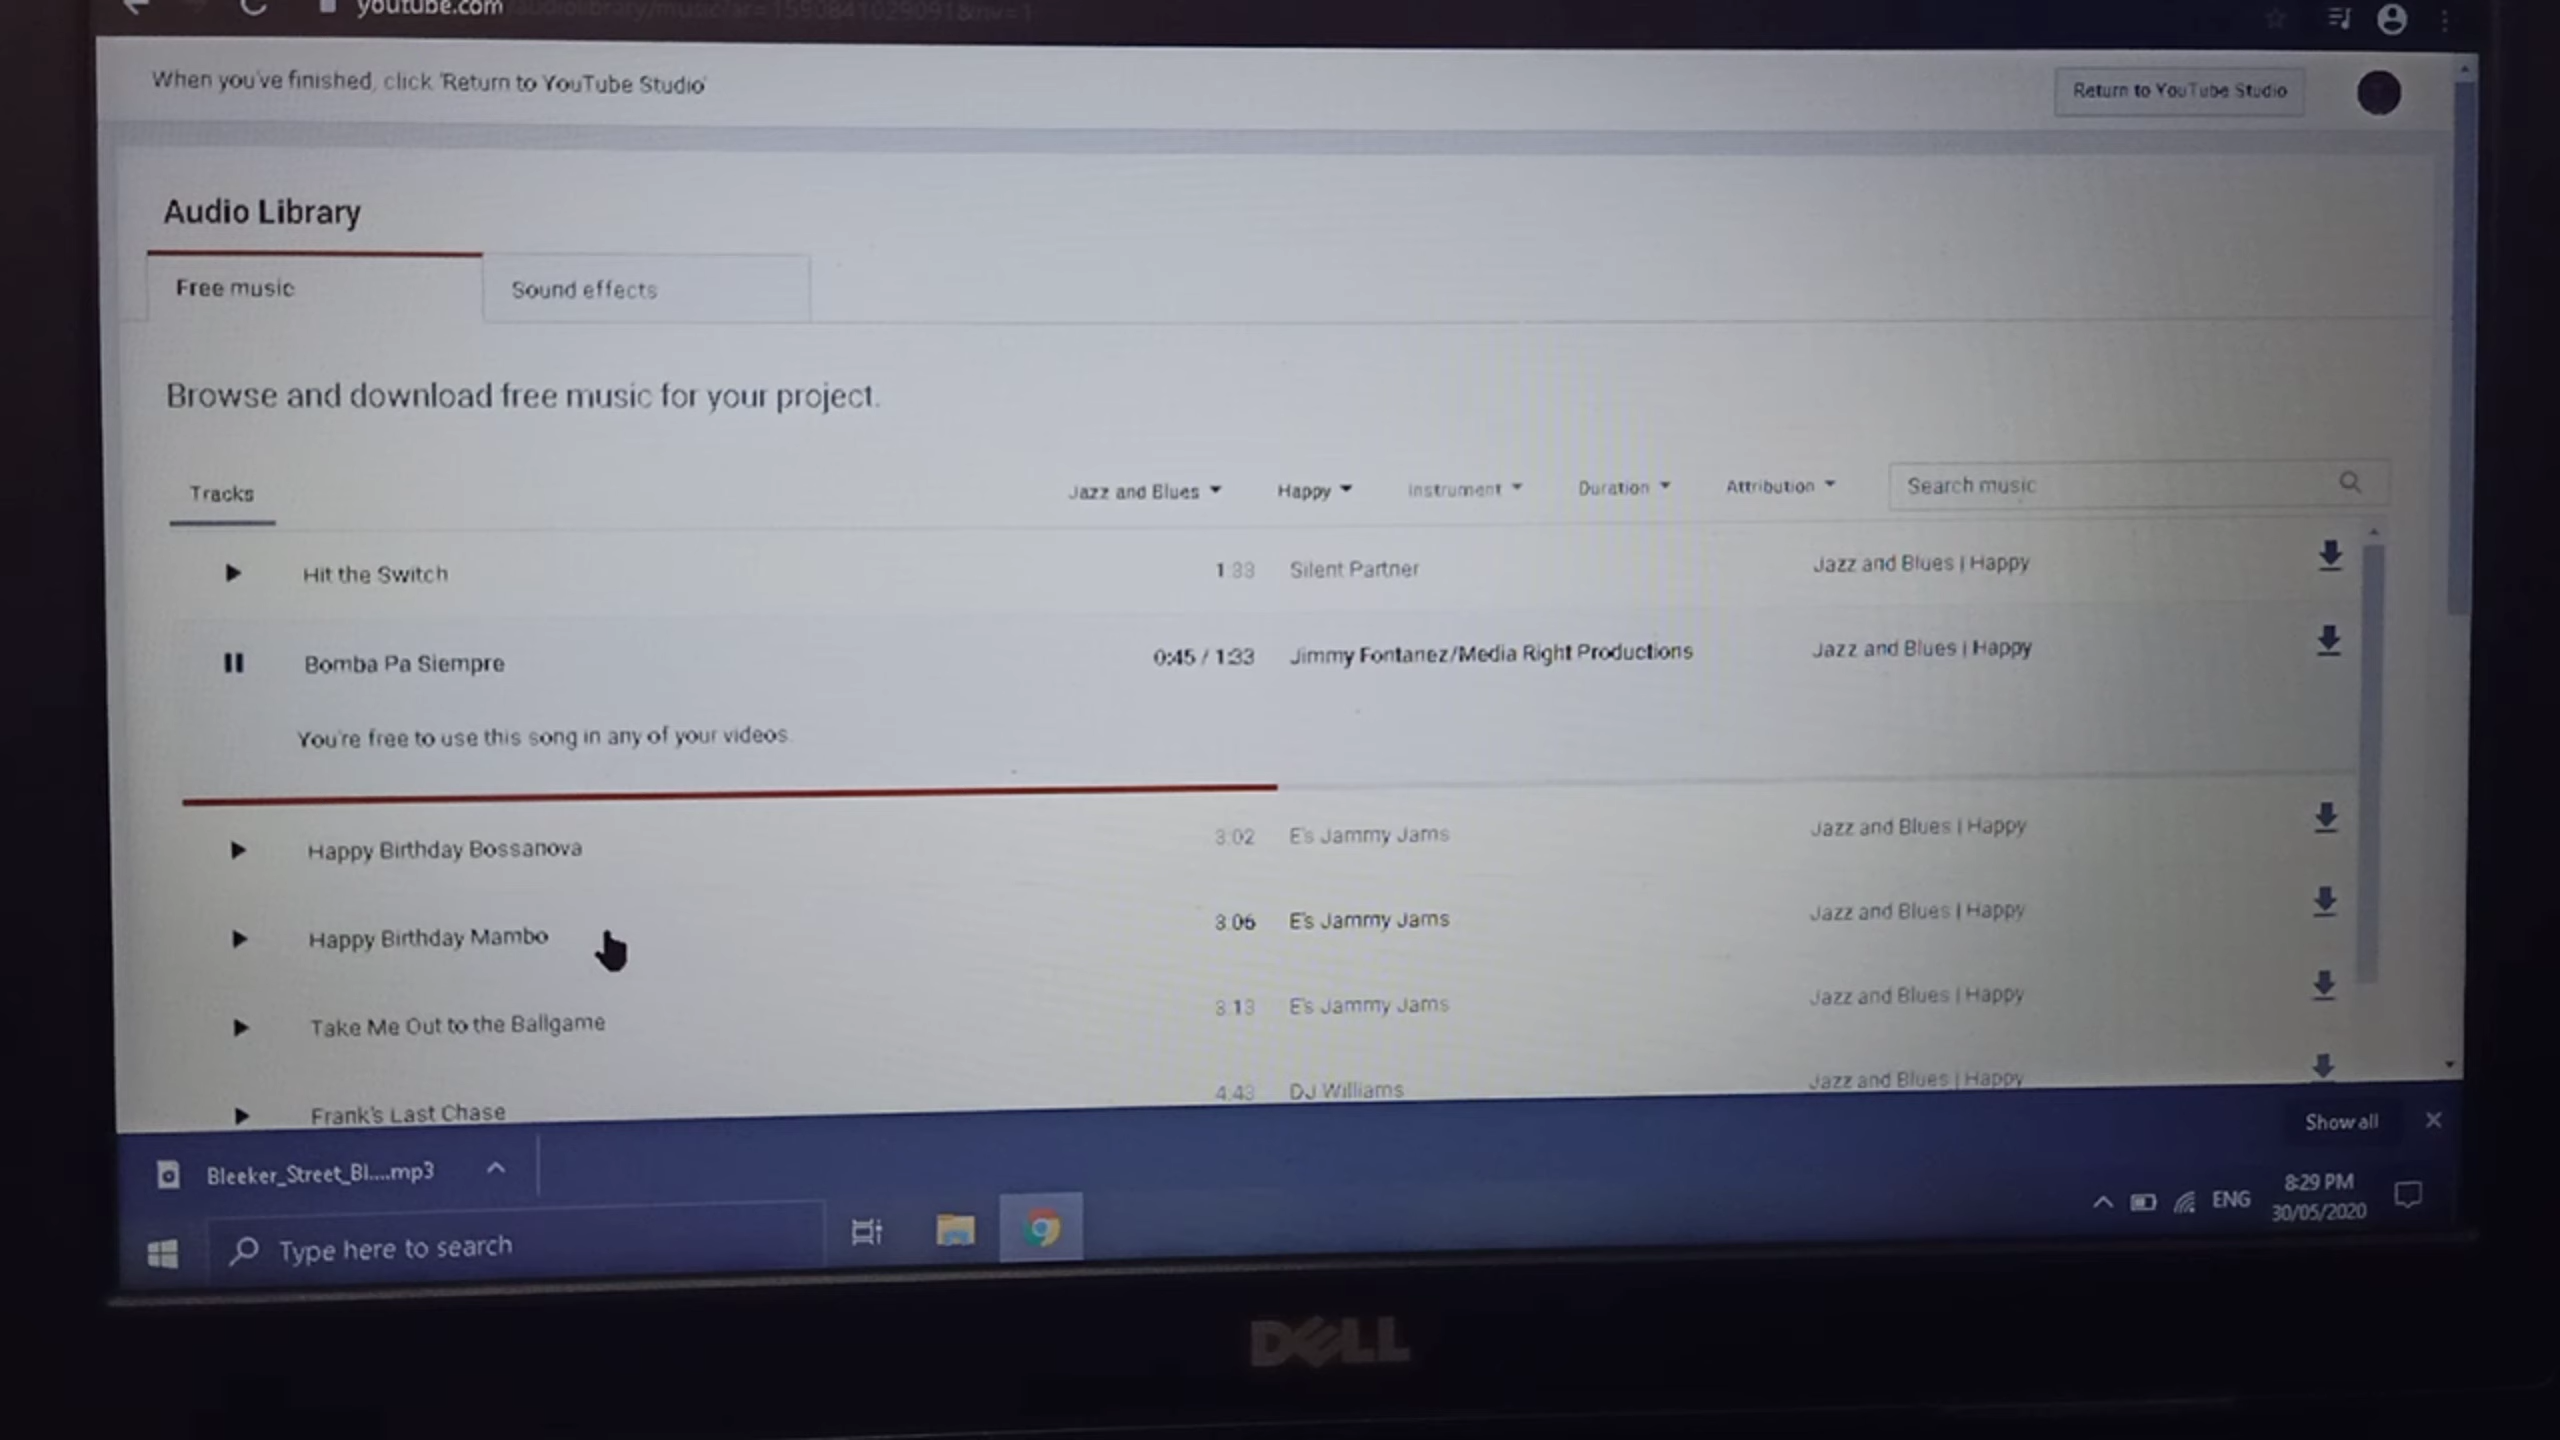 youtube.com/audiolibrary/music?ar=1590841029091&nv=1
When you've finished, click 'Return to YouTube Studio'
Return to YouTube Studio
Audio Library
Free music
Sound effects
Browse and download free music for your project.
Tracks
Jazz and Blues
Happy
Instrument
Duration
Attribution
Search music
Hit the Switch 1:33 Silent Partner Jazz and Blues | Happy
Bomba Pa Siempre 0:45 / 1:33 Jimmy Fontanez/Media Right Productions Jazz and Blues | Happy
You're free to use this song in any of your videos.
Happy Birthday Bossanova 3:02 E's Jammy Jams Jazz and Blues | Happy
Happy Birthday Mambo 3:06 E's Jammy Jams Jazz and Blues | Happy
Take Me Out to the Ballgame 3:13 E's Jammy Jams Jazz and Blues | Happy
Frank's Last Chase 4:43 DJ Williams Jazz and Blues | Happy
Bleeker_Street_Bl....mp3
Show all
Type here to search
ENG
8:29 PM
30/05/2020
DELL